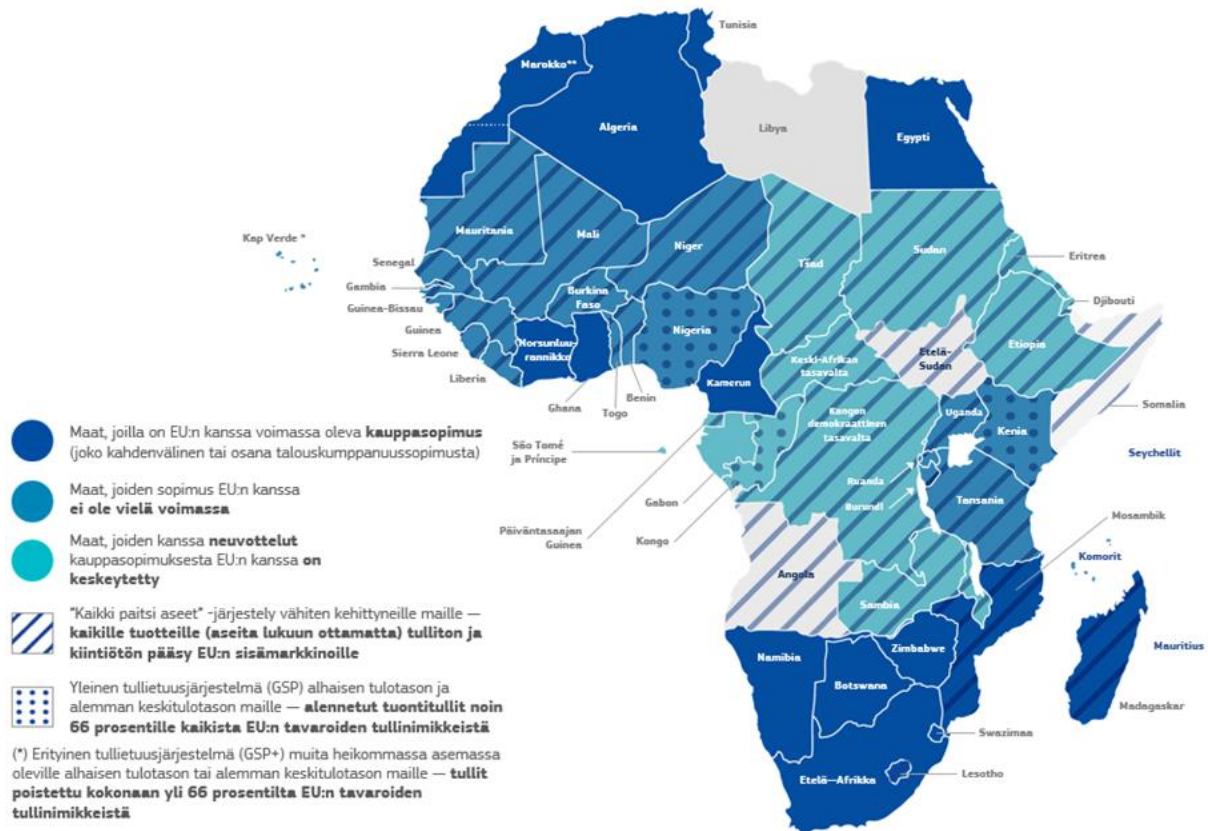 Tunisia
Marokko**
Algeria
Libya
Egypti
Kap Verde *
Mauritania
Mali
Niger
Tšad
Sudan
Eritrea
Senegal
Gambia
Guinea-Bissau
Guinea
Sierra Leone
Liberia
Burkina
Faso
Nigeria
Djibouti
Etiopia
Norsunluu-
rannikko
Kamerun
Keski-Afrikan
tasavalta
Etelä-
Sudan
Ghana
Togo
Benin
Somalia
São Tomé
ja Príncipe
Kongon
demokraattinen
tasavalta
Uganda
Kenia
Seychellit
Gabon
Ruanda
Burundi
Tansania
Päiväntasaajan
Guinea
Kongo
Mosambik
Komorit
Angola
Sambia
Mauritius
Zimbabwe
Namibia
Botswana
Madagaskar
Swazimaa
Etelä—Afrikka
Lesotho
Maat, joilla on EU:n kanssa voimassa oleva kauppasopimus
(joko kahdenvälinen tai osana talouskumppanuussopimusta)
Maat, joiden sopimus EU:n kanssa
ei ole vielä voimassa
Maat, joiden kanssa neuvottelut
kauppasopimuksesta EU:n kanssa on
keskeytetty
"Kaikki paitsi aseet" -järjestely vähiten kehittyneille maille —
kaikille tuotteille (aseita lukuun ottamatta) tulliton ja
kiintiötön pääsy EU:n sisämarkkinoille
Yleinen tullietuusjärjestelmä (GSP) alhaisen tulotason ja
alemman keskitulotason maille — alennetut tuontitullit noin
66 prosentille kaikista EU:n tavaroiden tullinimikkeistä
(*) Erityinen tullietuusjärjestelmä (GSP+) muita heikommassa asemassa
oleville alhaisen tulotason tai alemman keskitulotason maille — tullit
poistettu kokonaan yli 66 prosentilta EU:n tavaroiden
tullinimikkeistä